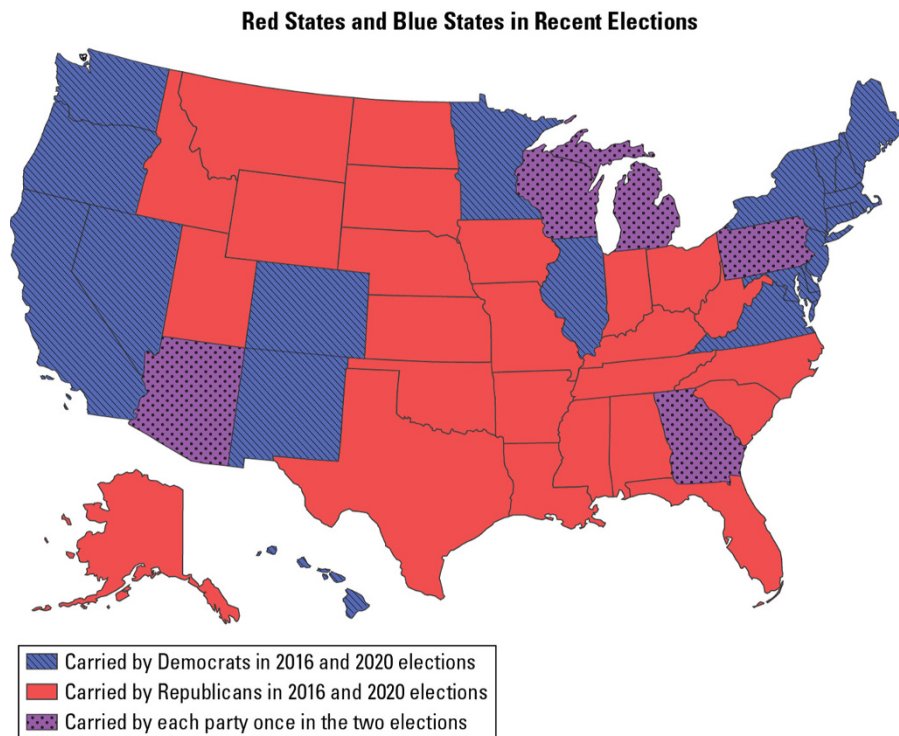 Red States and Blue States in Recent Elections
Carried by Democrats in 2016 and 2020 elections
Carried by Republicans in 2016 and 2020 elections
Carried by each party once in the two elections